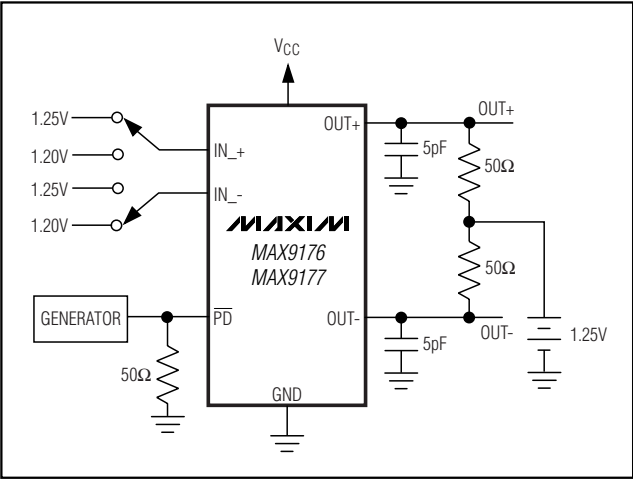 VCC
1.25V
1.20V
1.25V
1.20V
IN_+
IN_-
OUT+
OUT+
5pF
50Ω
MAXIM
MAX9176
MAX9177
50Ω
GENERATOR
PD
OUT-
OUT-
5pF
1.25V
50Ω
GND